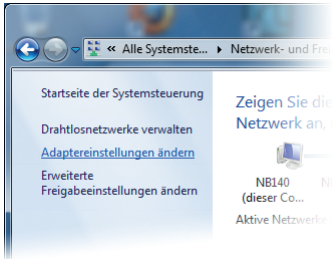 « Alle Systemste... ▸ Netzwerk- und Fre
Startseite der Systemsteuerung
Drahtlosnetzwerke verwalten
Adaptereinstellungen ändern
Erweiterte
Freigabeeinstellungen ändern
Zeigen Sie die
Netzwerk an,
NB140
(dieser Co...
Aktive Netzwerke